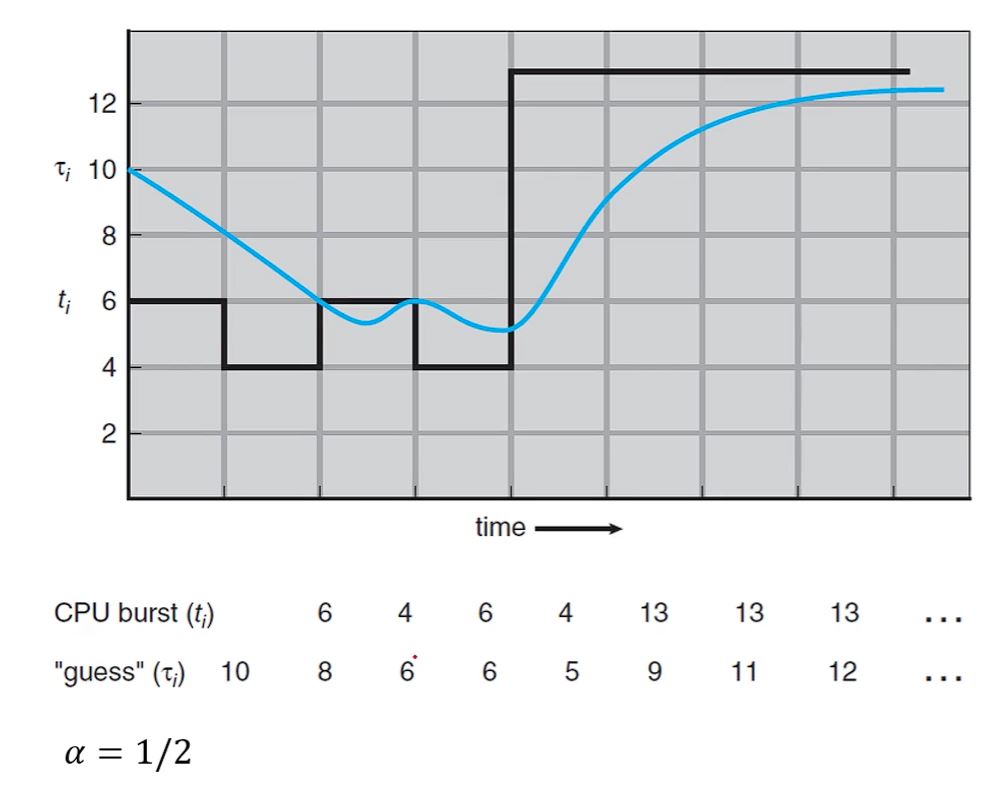 12
τi 10
8
ti 6
4
2
time
CPU burst (ti) 6 4 6 4 13 13 13 ...
"guess" (τi) 10 8 6 6 5 9 11 12 ...
α = 1/2